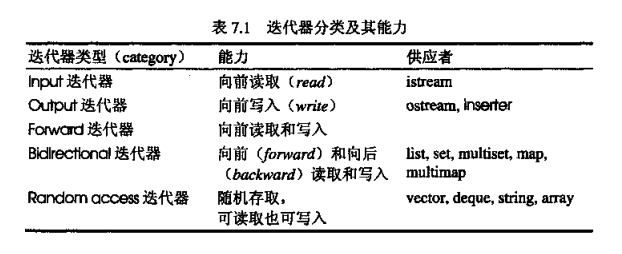 表 7.1 迭代器分类及其能力
迭代器类型（category） 能力 供应者
Input 迭代器 向前读取（read） istream
Output 迭代器 向前写入（write） ostream, inserter
Forward 迭代器 向前读取和写入
Bidirectional 迭代器 向前（forward）和向后 list, set, multiset, map,
（backward）读取和写入 multimap
Random access 迭代器 随机存取， vector, deque, string, array
可读取也可写入